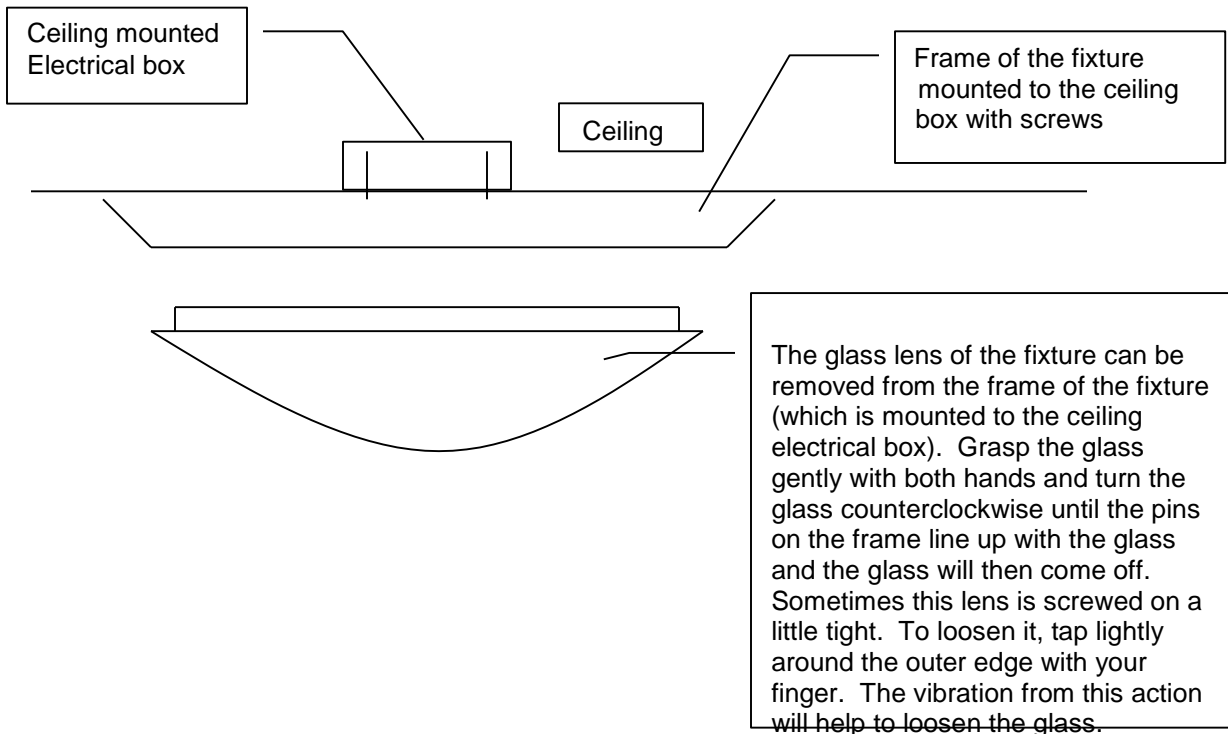 Ceiling mounted
Electrical box
Frame of the fixture
mounted to the ceiling
box with screws
Ceiling
The glass lens of the fixture can be
removed from the frame of the fixture
(which is mounted to the ceiling
electrical box).  Grasp the glass
gently with both hands and turn the
glass counterclockwise until the pins
on the frame line up with the glass
and the glass will then come off.
Sometimes this lens is screwed on a
little tight.  To loosen it, tap lightly
around the outer edge with your
finger.  The vibration from this action
will help to loosen the glass.